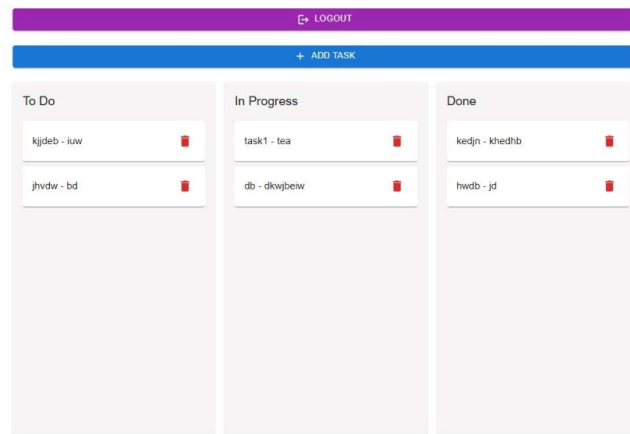 LOGOUT
+ ADD TASK
To Do
kjjdeb - iuw
jhvdw - bd
In Progress
task1 - tea
db - dkwjbeiw
Done
kedjn - khedhb
hwdb - jd